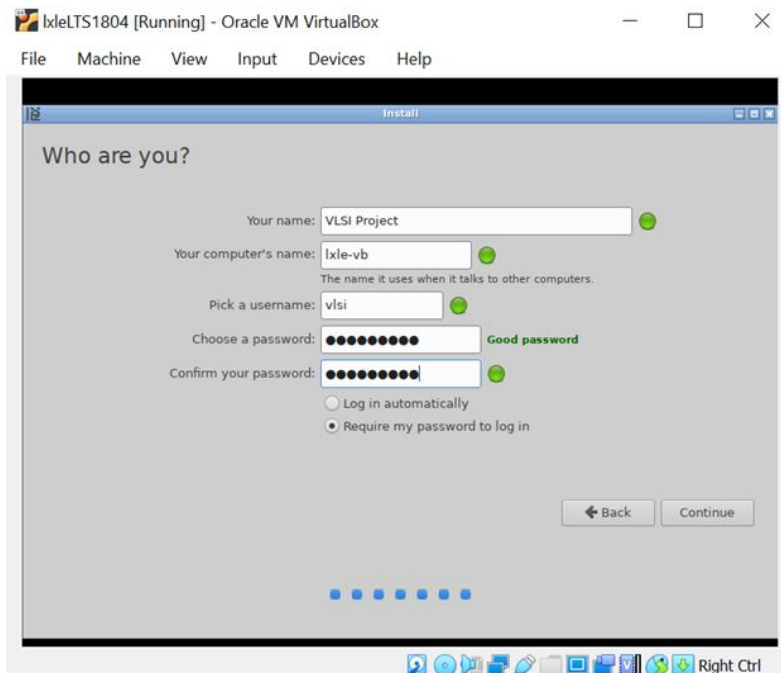 lxleLTS1804 [Running] - Oracle VM VirtualBox
File Machine View Input Devices Help
Install
Who are you?
Your name: VLSI Project
Your computer's name: lxle-vb
The name it uses when it talks to other computers.
Pick a username: vlsi
Choose a password: ●●●●●●●●● Good password
Confirm your password: ●●●●●●●●●
Log in automatically
Require my password to log in
Back Continue
Right Ctrl